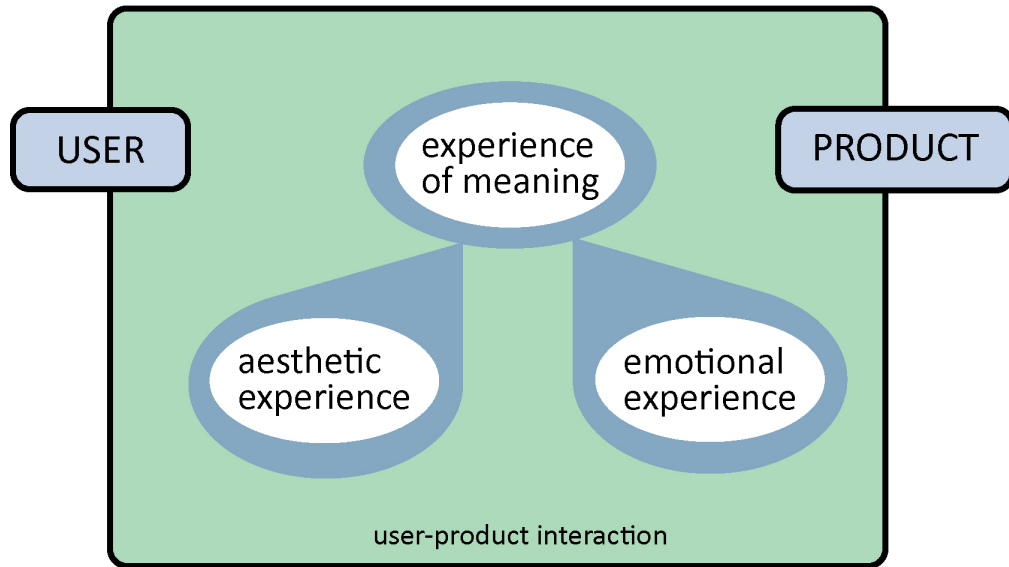 USER
PRODUCT
experience
of meaning
aesthetic
experience
emotional
experience
user-product interaction